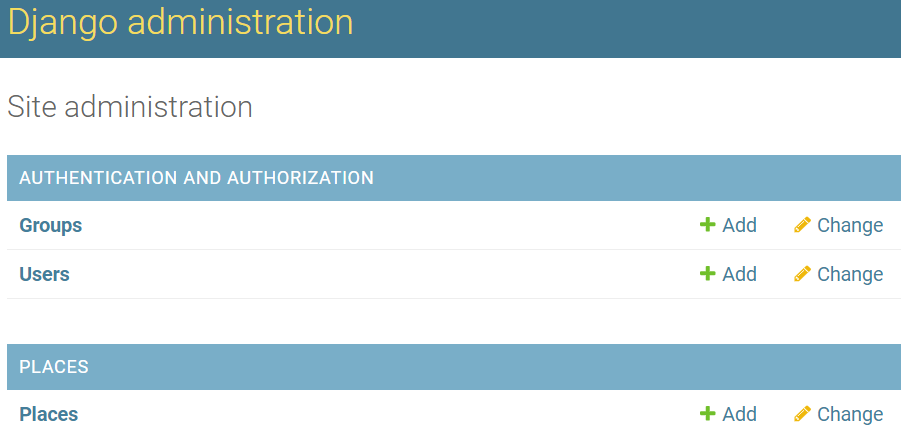 Django administration
Site administration
AUTHENTICATION AND AUTHORIZATION
Groups Add Change
Users Add Change
PLACES
Places Add Change